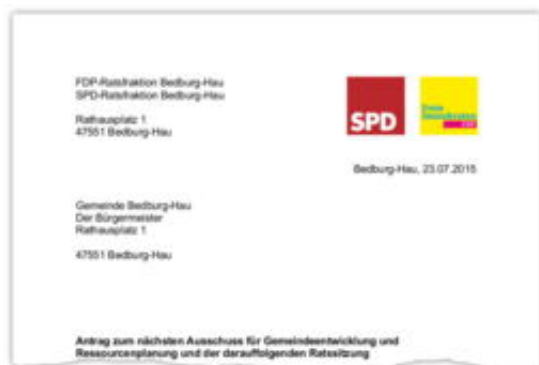 FDP-Ratsfraktion Bedburg-Hau
SPD-Ratsfraktion Bedburg-Hau
Rathausplatz 1
47551 Bedburg-Hau
SPD
Freie
Demokraten
FDP
Bedburg-Hau, 23.07.2015
Gemeinde Bedburg-Hau
Der Bürgermeister
Rathausplatz 1
47551 Bedburg-Hau
Antrag zum nächsten Ausschuss für Gemeindeentwicklung und
Ressourcenplanung und der darauffolgenden Ratssitzung